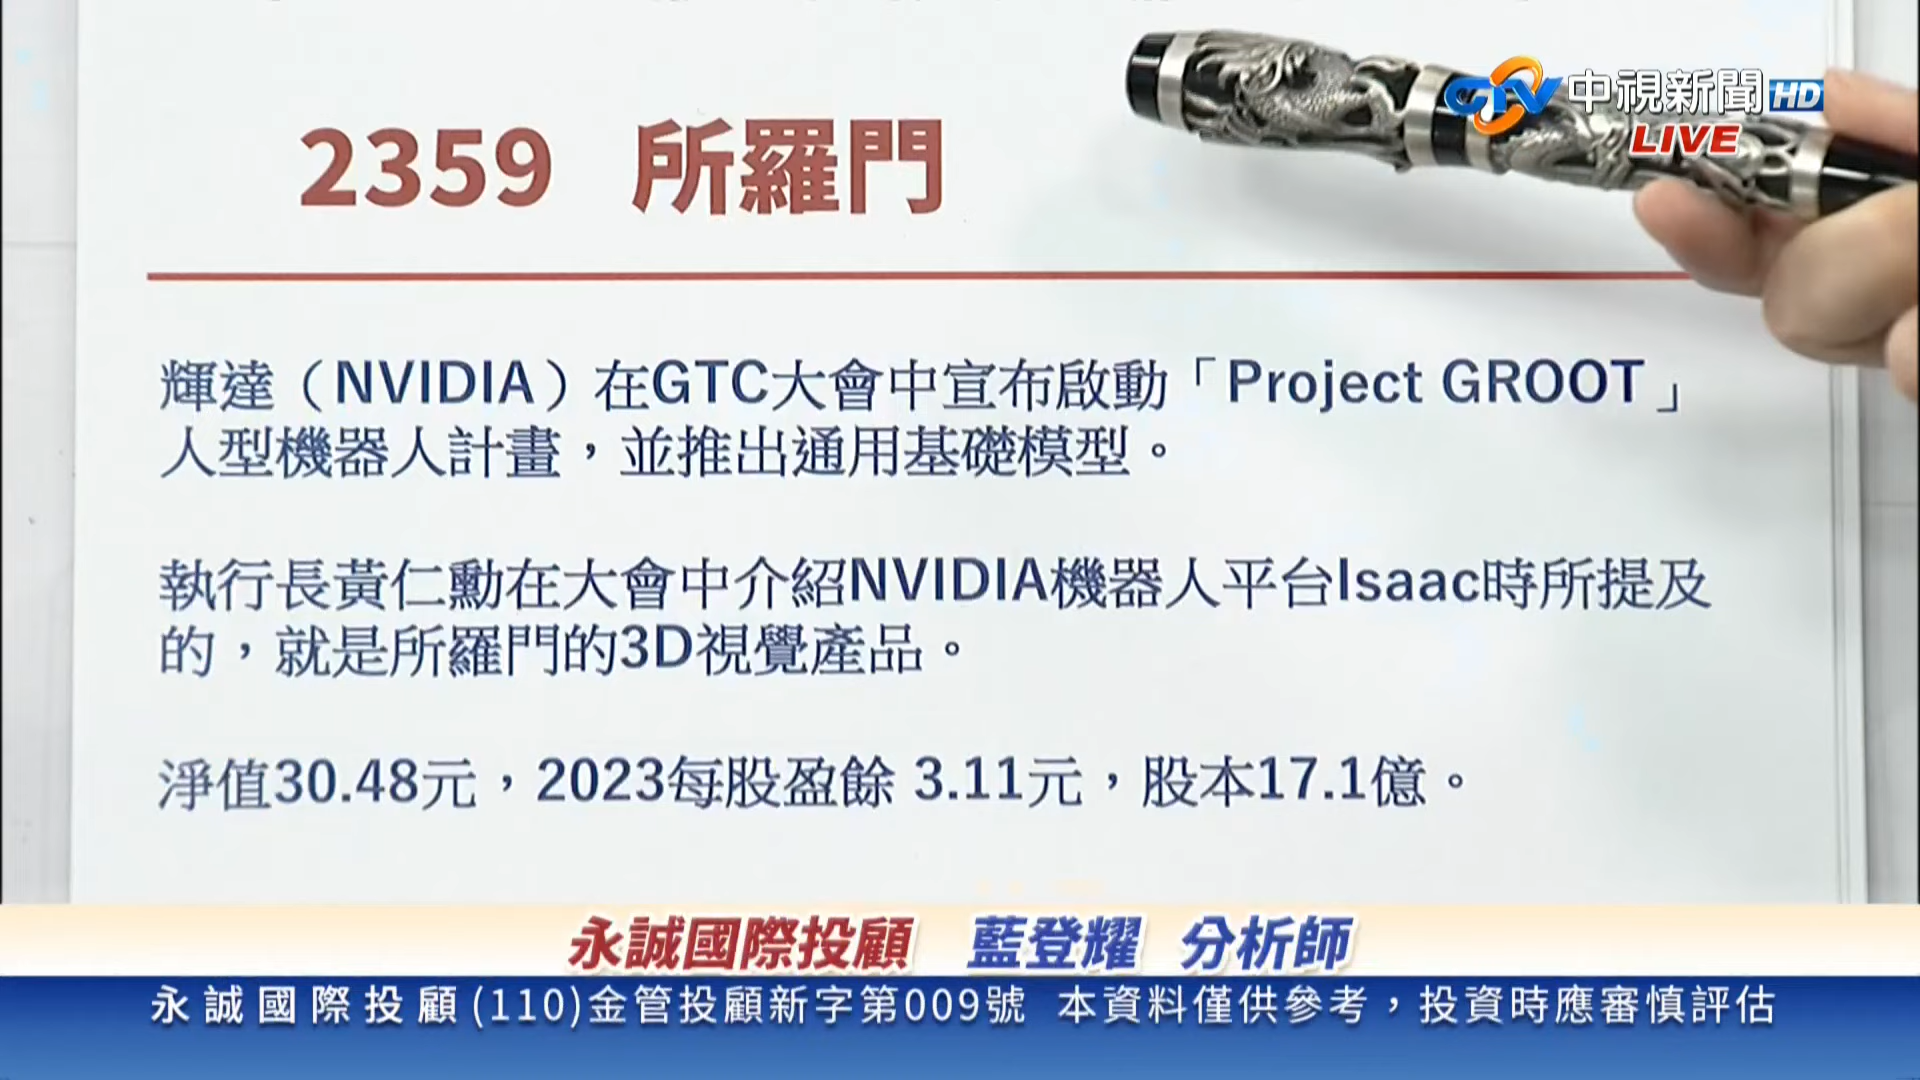 CTV 中視新聞 HD
LIVE
2359 所羅門
輝達（NVIDIA）在GTC大會中宣布啟動「Project GROOT」
人型機器人計畫，並推出通用基礎模型。
執行長黃仁勳在大會中介紹NVIDIA機器人平台Isaac時所提及
的，就是所羅門的3D視覺產品。
淨值30.48元，2023每股盈餘 3.11元，股本17.1億。
永誠國際投顧 藍登耀 分析師
永誠國際投顧(110)金管投顧新字第009號 本資料僅供參考，投資時應審慎評估